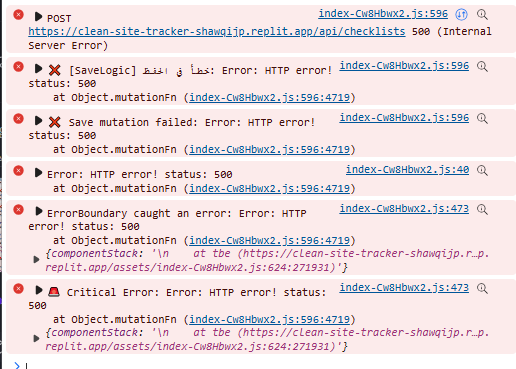 POST index-Cw8Hbwx2.js:596
https://clean-site-tracker-shawqijp.replit.app/api/checklists 500 (Internal
Server Error)
❌ [SaveLogic] خطأ في الحفظ: Error: HTTP error! index-Cw8Hbwx2.js:596
status: 500
at Object.mutationFn (index-Cw8Hbwx2.js:596:4719)
❌ Save mutation failed: Error: HTTP error! index-Cw8Hbwx2.js:596
status: 500
at Object.mutationFn (index-Cw8Hbwx2.js:596:4719)
Error: HTTP error! status: 500 index-Cw8Hbwx2.js:40
at Object.mutationFn (index-Cw8Hbwx2.js:596:4719)
ErrorBoundary caught an error: Error: HTTP index-Cw8Hbwx2.js:473
error! status: 500
at Object.mutationFn (index-Cw8Hbwx2.js:596:4719)
{componentStack: '\n    at tbe (https://clean-site-tracker-shawqijp.r…p.
replit.app/assets/index-Cw8Hbwx2.js:624:271931)'}
🚨 Critical Error: Error: HTTP error! status: index-Cw8Hbwx2.js:473
500
at Object.mutationFn (index-Cw8Hbwx2.js:596:4719)
{componentStack: '\n    at tbe (https://clean-site-tracker-shawqijp.r…p.
replit.app/assets/index-Cw8Hbwx2.js:624:271931)'}